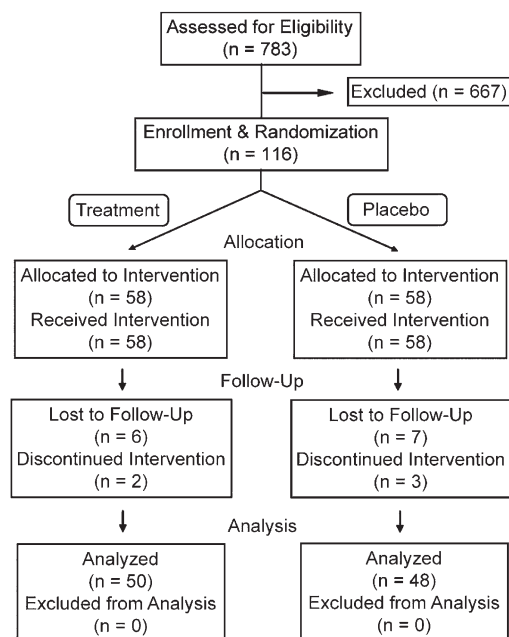 Assessed for Eligibility
(n = 783)
Excluded (n = 667)
Enrollment & Randomization
(n = 116)
Treatment
Placebo
Allocation
Allocated to Intervention
(n = 58)
Received Intervention
(n = 58)
Allocated to Intervention
(n = 58)
Received Intervention
(n = 58)
Follow-Up
Lost to Follow-Up
(n = 6)
Discontinued Intervention
(n = 2)
Lost to Follow-Up
(n = 7)
Discontinued Intervention
(n = 3)
Analysis
Analyzed
(n = 50)
Excluded from Analysis
(n = 0)
Analyzed
(n = 48)
Excluded from Analysis
(n = 0)